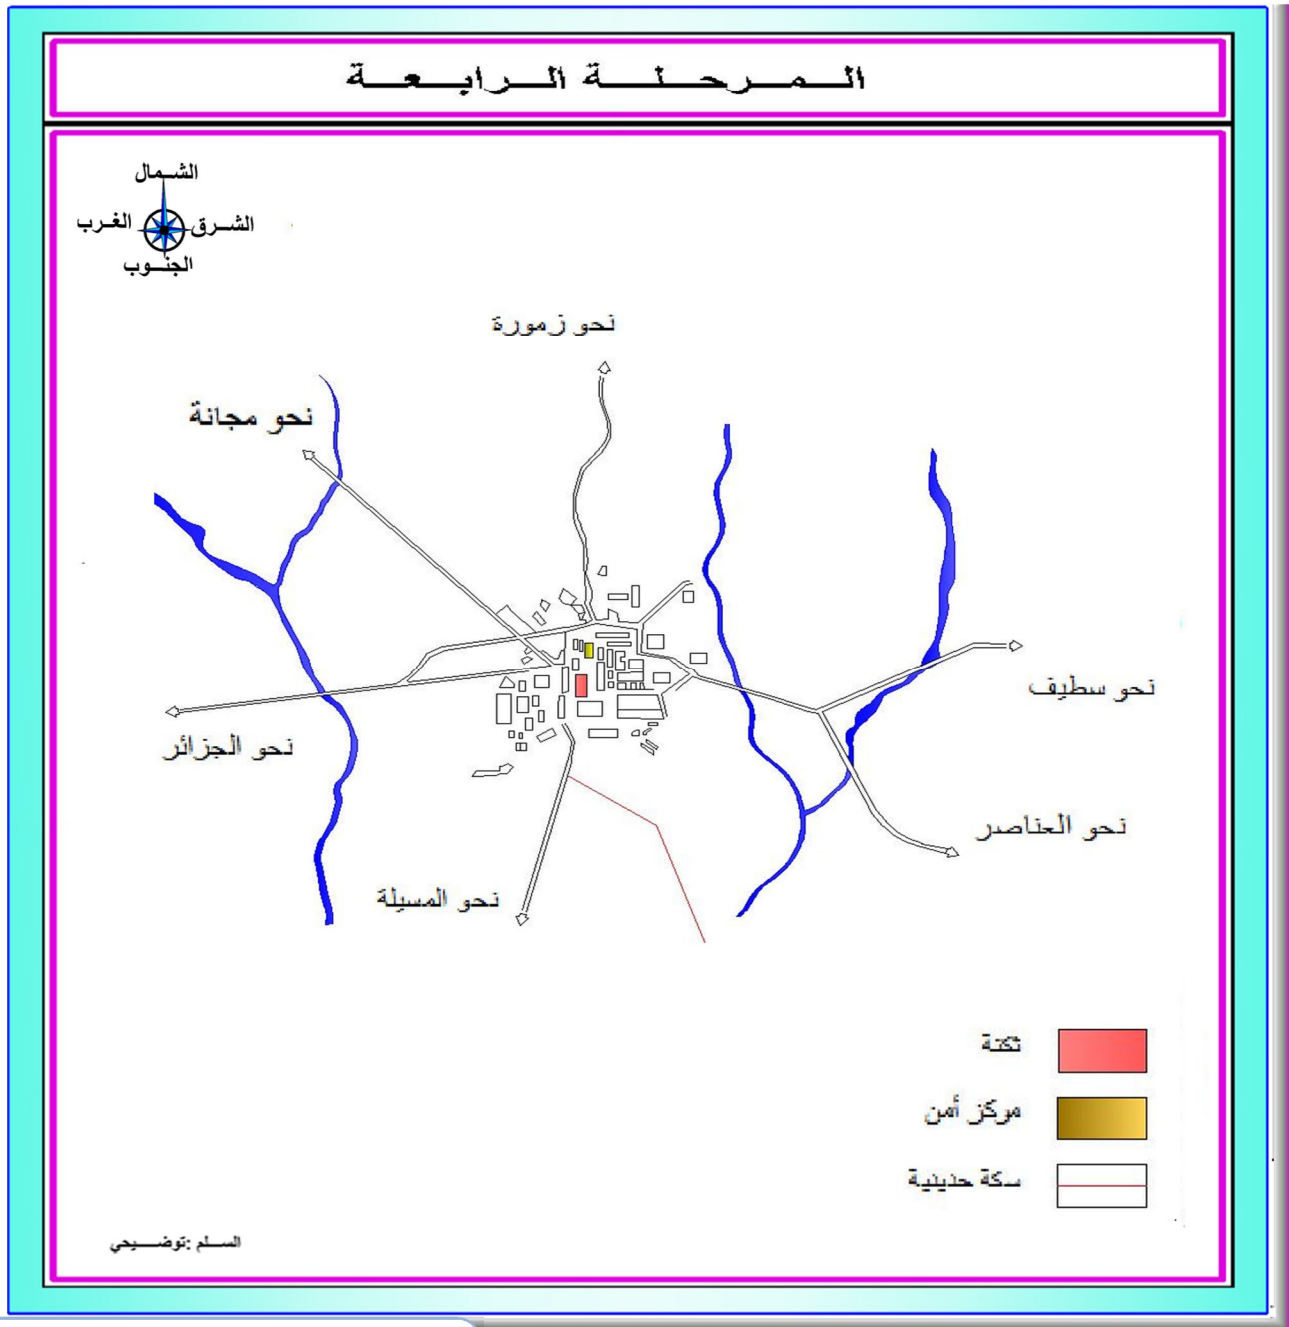 المرحلة الرابعة
الشمال
الغرب
الشرق
الجنوب
نحو زمورة
نحو مجانة
نحو سطيف
نحو الجزائر
نحو العناصر
نحو المسيلة
ثكنة
مركز أمن
سكة حديدية
السلم :توضيحي